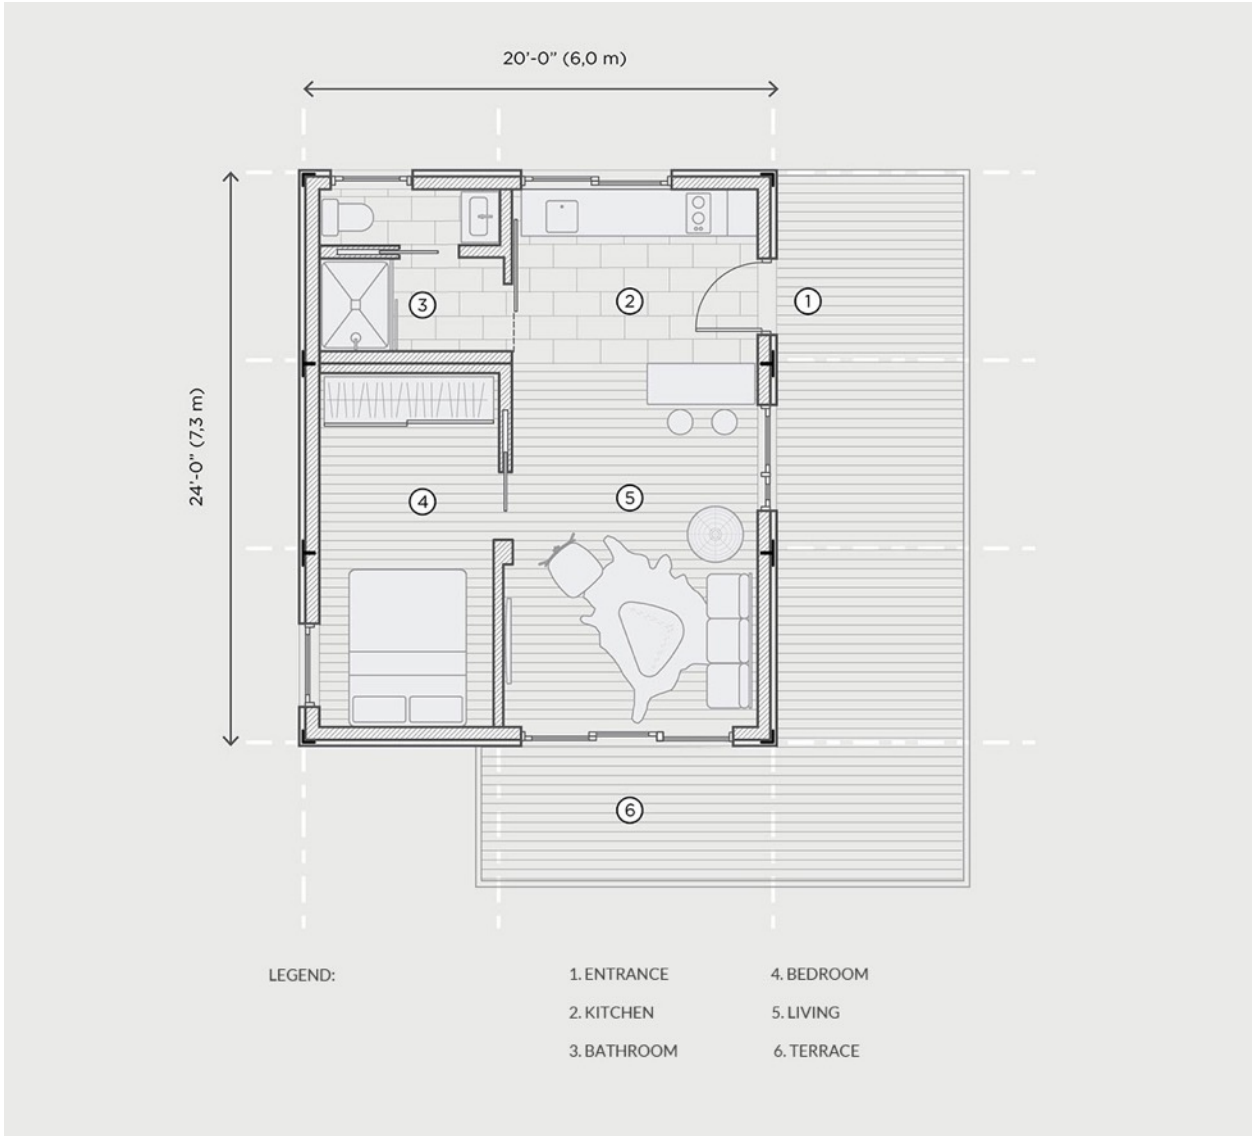 20'-0” (6,0 m)
24'-0” (7,3 m)
1
2
3
4
5
6
LEGEND:
1. ENTRANCE
2. KITCHEN
3. BATHROOM
4. BEDROOM
5. LIVING
6. TERRACE